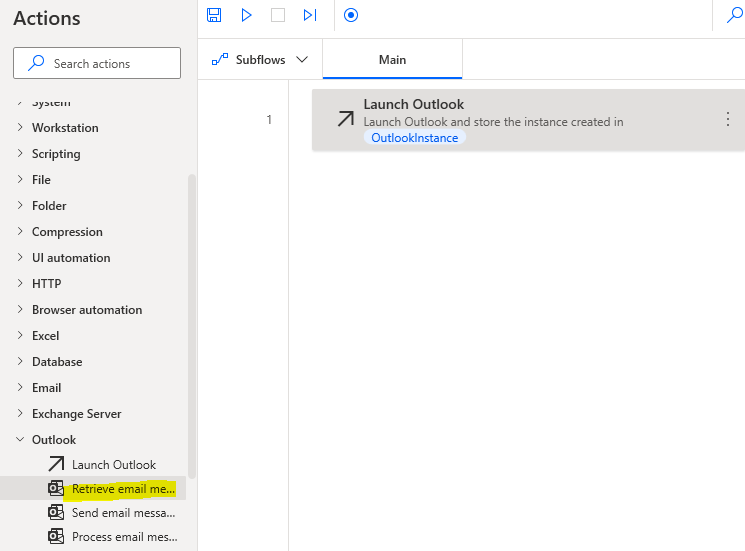 Actions
Search actions
System
Workstation
Scripting
File
Folder
Compression
UI automation
HTTP
Browser automation
Excel
Database
Email
Exchange Server
Outlook
Launch Outlook
Retrieve email me...
Send email messa...
Process email mes...
Subflows
Main
1
Launch Outlook
Launch Outlook and store the instance created in
OutlookInstance